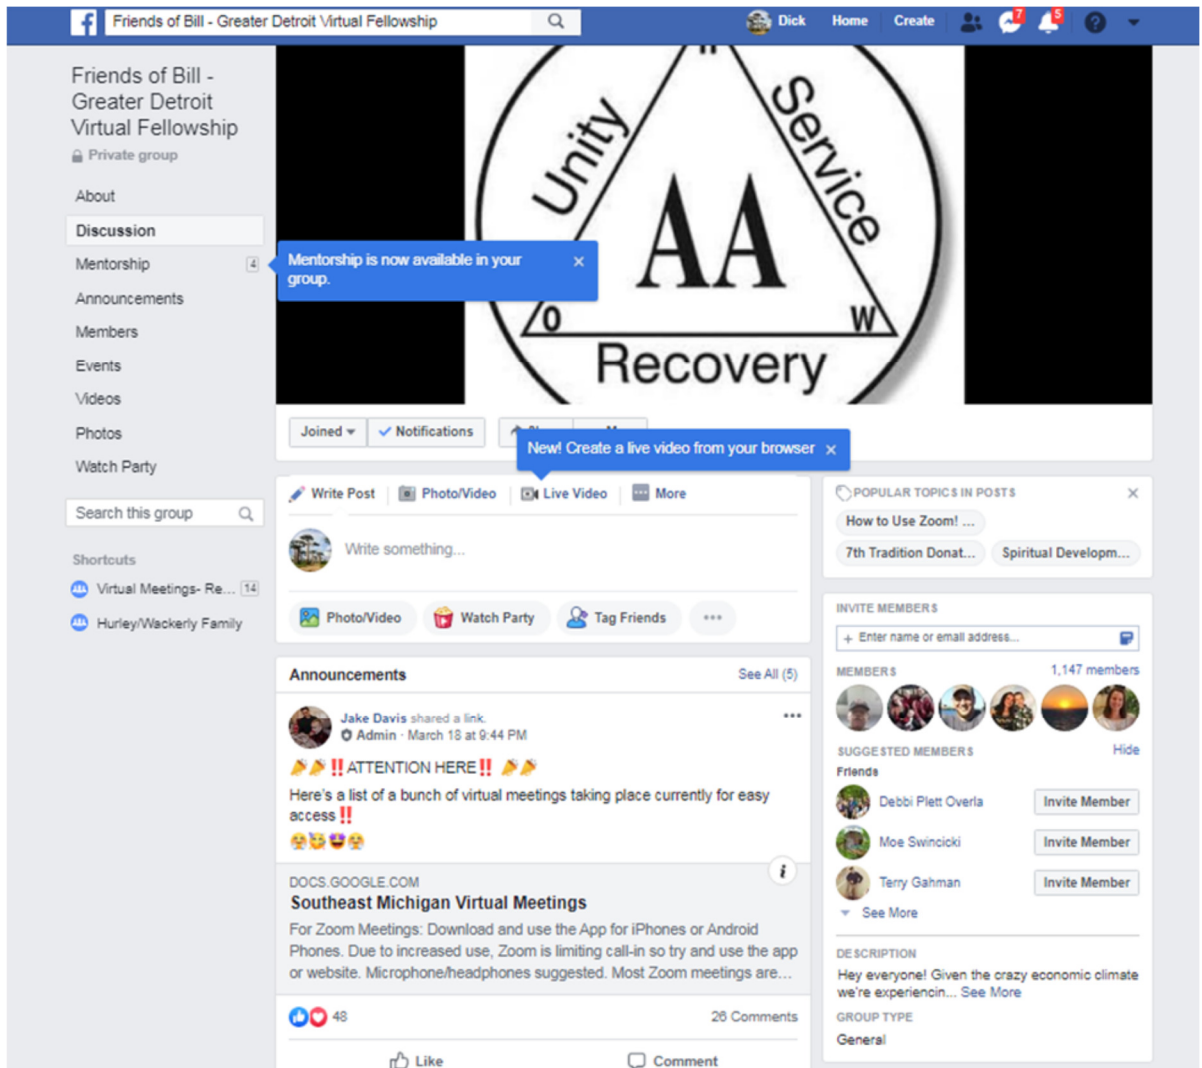 Friends of Bill - Greater Detroit Virtual Fellowship
Dick
Home
Create
7
5
Friends of Bill -
Greater Detroit
Virtual Fellowship
Private group
About
Discussion
Mentorship
4
Announcements
Members
Events
Videos
Photos
Watch Party
Search this group
Shortcuts
Virtual Meetings- Re... 14
Hurley/Wackerly Family
Unity
Service
AA
O
W
Recovery
Mentorship is now available in your
group.
Joined
Notifications
New! Create a live video from your browser
Write Post
Photo/Video
Live Video
More
Write something...
Photo/Video
Watch Party
Tag Friends
Announcements
See All (5)
Jake Davis shared a link.
Admin · March 18 at 9:44 PM
🎉🎉‼️ATTENTION HERE‼️ 🎉🎉
Here's a list of a bunch of virtual meetings taking place currently for easy
access‼️
DOCS.GOOGLE.COM
Southeast Michigan Virtual Meetings
For Zoom Meetings: Download and use the App for iPhones or Android
Phones. Due to increased use, Zoom is limiting call-in so try and use the app
or website. Microphone/headphones suggested. Most Zoom meetings are...
48
26 Comments
Like
Comment
POPULAR TOPICS IN POSTS
How to Use Zoom! ...
7th Tradition Donat...
Spiritual Developm...
INVITE MEMBERS
+ Enter name or email address...
MEMBERS
1,147 members
SUGGESTED MEMBERS
Hide
Friends
Debbi Plett Overla
Invite Member
Moe Swincicki
Invite Member
Terry Gahman
Invite Member
See More
DESCRIPTION
Hey everyone! Given the crazy economic climate
we're experiencin... See More
GROUP TYPE
General